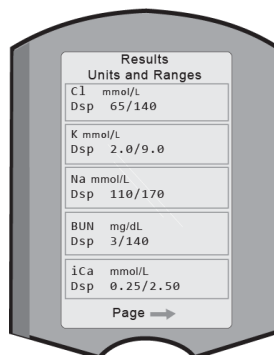 Results
Units and Ranges
Cl mmol/L
Dsp 65/140
K mmol/L
Dsp 2.0/9.0
Na mmol/L
Dsp 110/170
BUN mg/dL
Dsp 3/140
iCa mmol/L
Dsp 0.25/2.50
Page